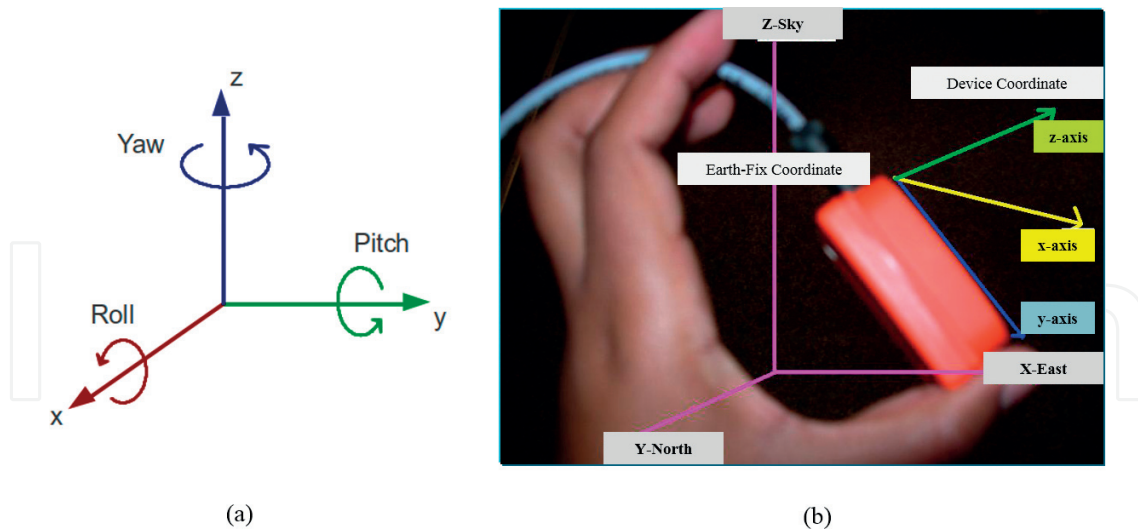 z
Yaw
Pitch
y
Roll
x
(a)
Z-Sky
Device Coordinate
z-axis
Earth-Fix Coordinate
x-axis
y-axis
X-East
Y-North
(b)